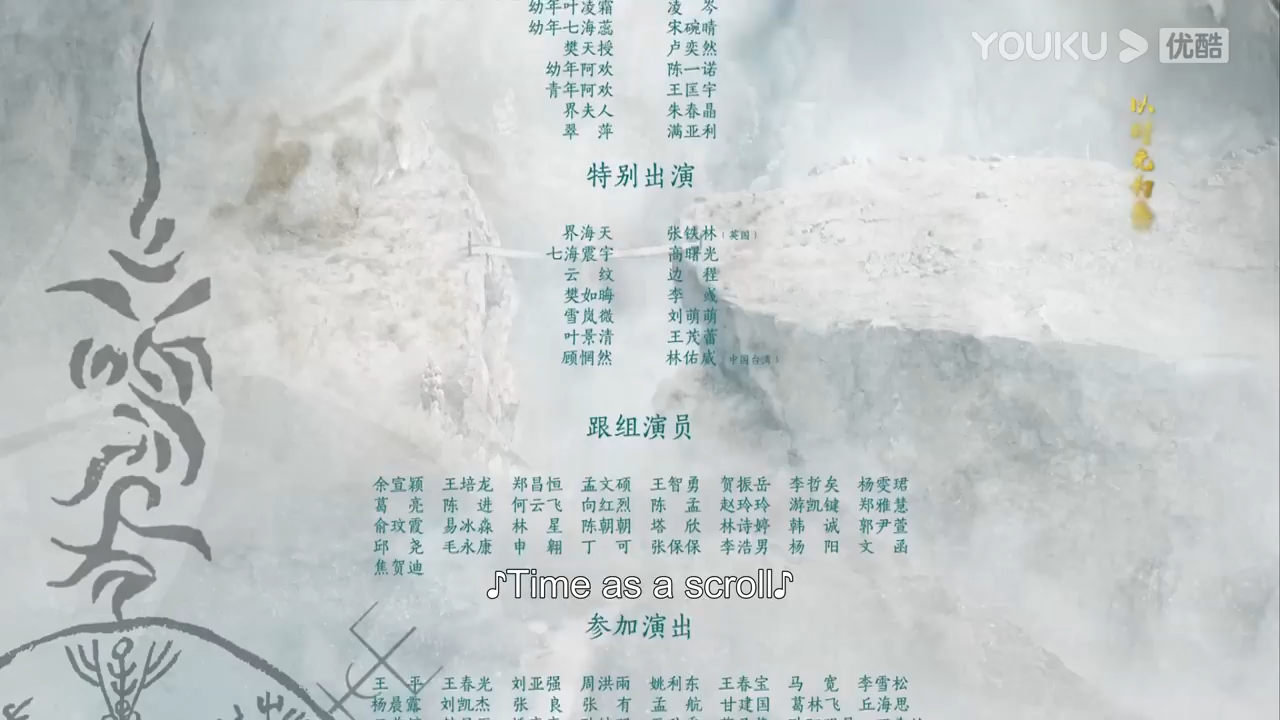 幼年叶凌霜 凌 岑
幼年七海蕊 宋碗晴
樊天授 卢奕然
幼年阿欢 陈一诺
青年阿欢 王匡宇
界夫人 朱春晶
翠 萍 满亚利
YOUKU 优酷
以时光为卷
特别出演
界海天 张铁林（英国）
七海震宇 高曙光
云 纹 边 程
樊如晦 李 彧
雪岚微 刘萌萌
叶景清 王茂蕾
顾惘然 林佑威 中国台湾）
跟组演员
余宣颖 王培龙 郑昌恒 孟文硕 王智勇 贺振岳 李哲矣 杨雯珺
葛 亮 陈 进 何云飞 向红烈 陈 孟 赵玲玲 游凯键 郑雅慧
俞玟霞 易冰淼 林 星 陈朝朝 塔 欣 林诗婷 韩 诚 郭尹萱
邱 尧 毛永康 申 翱 丁 可 张保保 李浩男 杨 阳 文 函
焦贺迪
♪Time as a scroll♪
参加演出
王 平 王春光 刘亚强 周洪雨 姚利东 王春宝 马 宽 李雪松
杨晨露 刘凯杰 张 良 张 有 孟 航 甘建国 葛林飞 丘海思